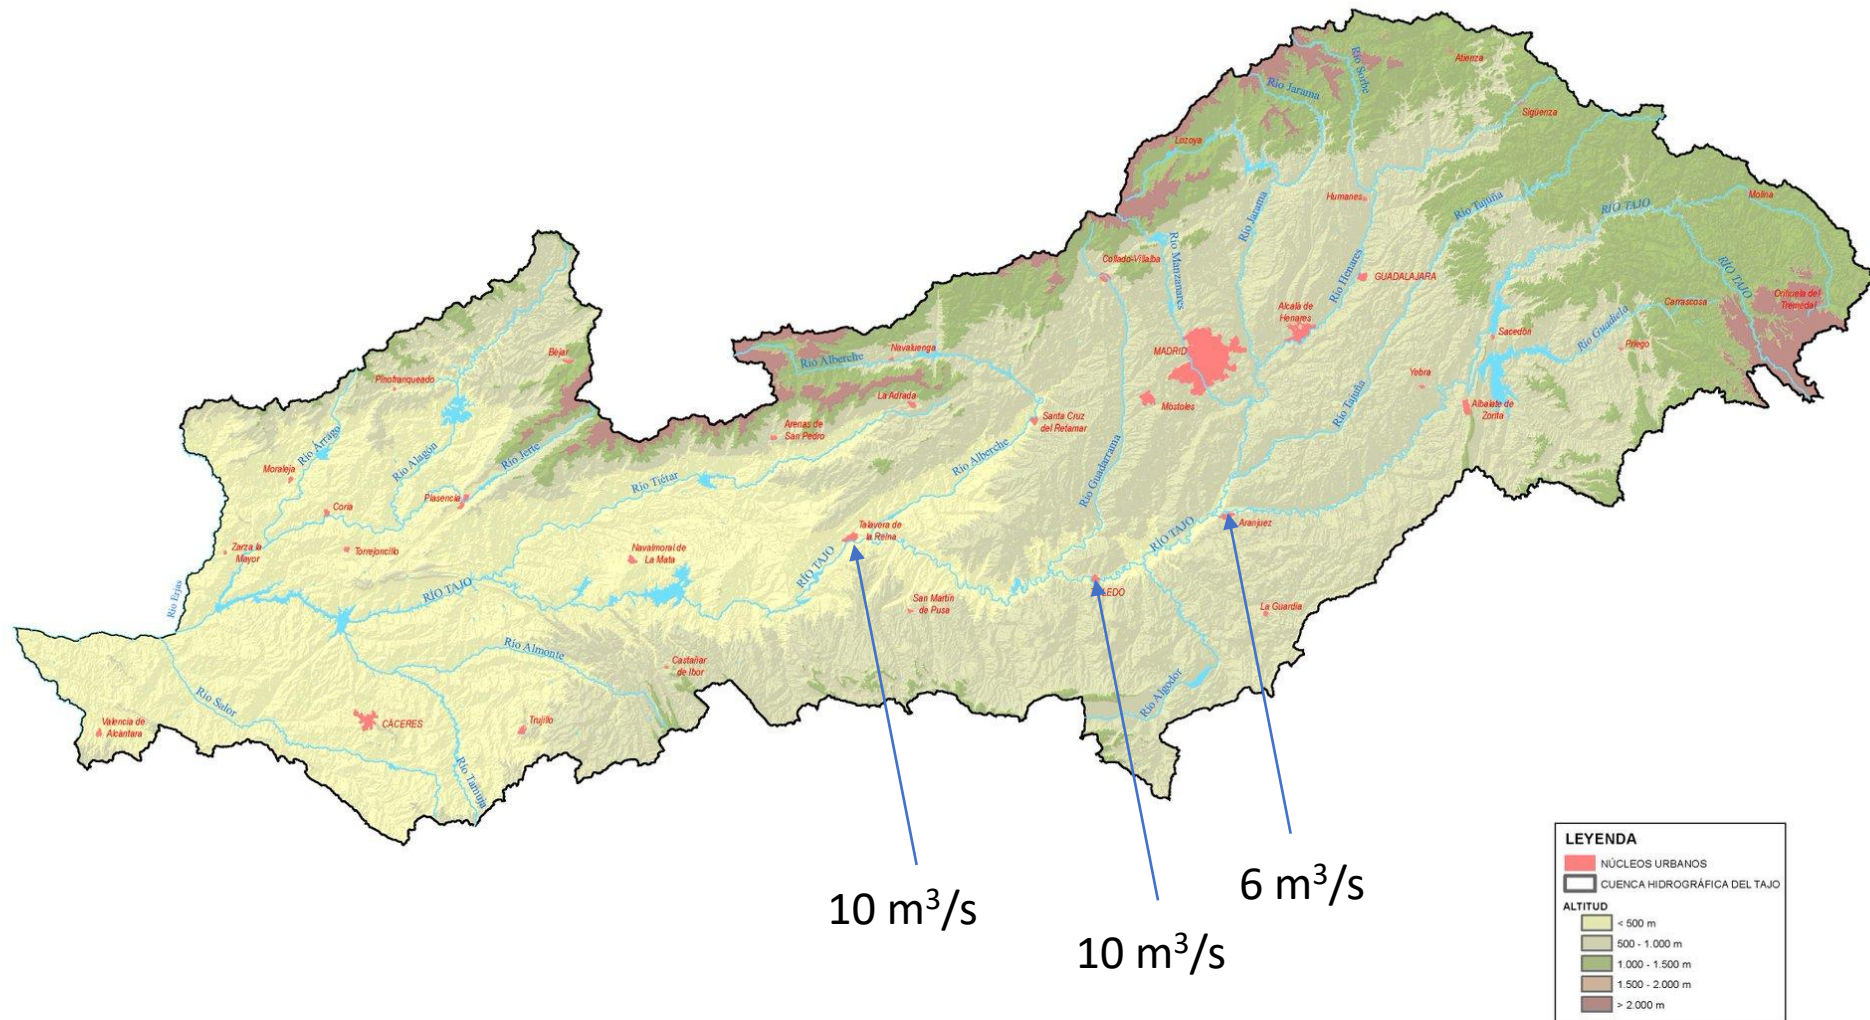 Atienza
Río Sorbe
Río Jarama
Sigüenza
Lozoya
Humanes
Río Tajuña
RÍO TAJO
Molina
Río Jarama
Río Manzanares
Collado-Villalba
Río Henares
GUADALAJARA
RÍO TAJO
Orihuela del
Tremedal
Carrascosa
Alcalá de
Henares
Sacedón
Río Guadiela
Priego
MADRID
Navaluenga
Río Alberche
Béjar
Pinofranqueado
Yebra
Río Tajuña
Albalate de
Zorita
Móstoles
La Adrada
Santa Cruz
del Retamar
Arenas de
San Pedro
Río Árrago
Río Alagón
Río Jerte
Moraleja
Río Alberche
Río Guadarrama
Río Tiétar
Plasencia
Coria
Talavera de
la Reina
Aranjuez
RÍO TAJO
Zarza la
Mayor
Torrejoncillo
Navalmoral de
La Mata
RÍO TAJO
RÍO TAJO
Río Erjas
San Martín
de Pusa
LEDO
La Guardia
Río Almonte
Castañar
de Ibor
Río Algodor
Río Salor
Valencia de
Alcántara
CÁCERES
Trujillo
Río Tamuja
10 m³/s
10 m³/s
6 m³/s
LEYENDA
NÚCLEOS URBANOS
CUENCA HIDROGRÁFICA DEL TAJO
ALTITUD
< 500 m
500 - 1.000 m
1.000 - 1.500 m
1.500 - 2.000 m
> 2.000 m